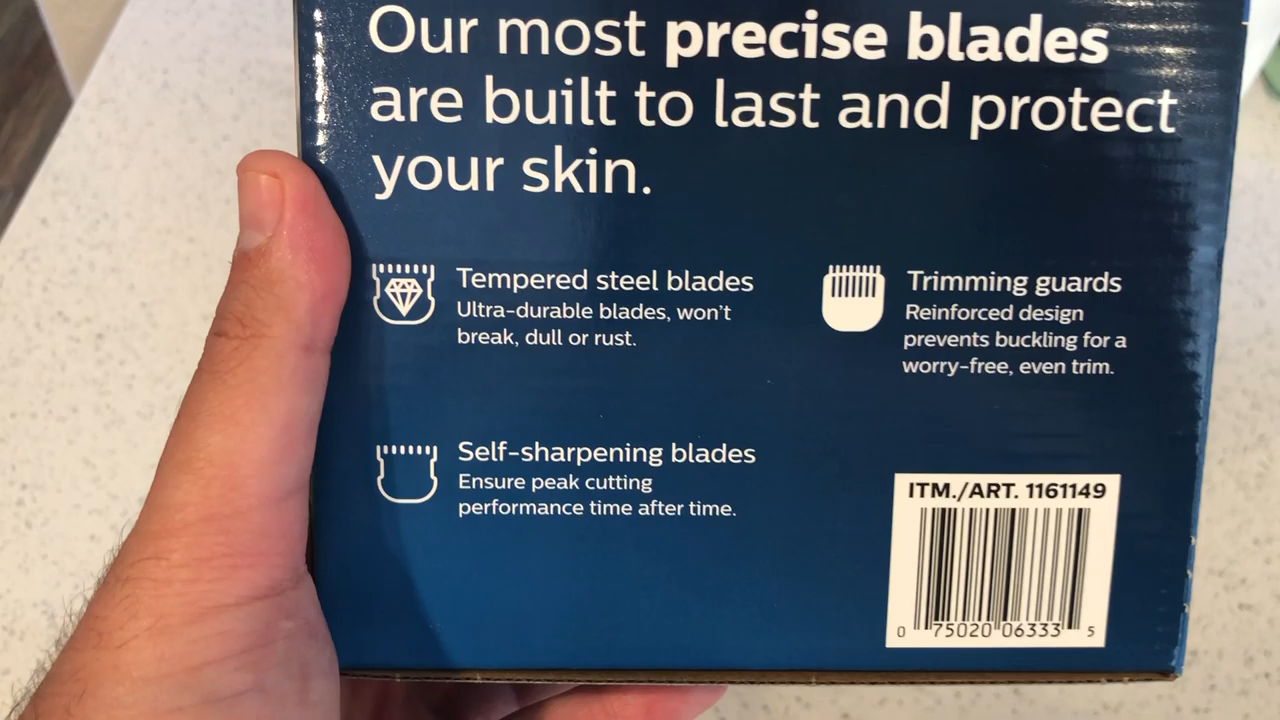 Our most precise blades
are built to last and protect
your skin.
Tempered steel blades
Ultra-durable blades, won't
break, dull or rust.
Trimming guards
Reinforced design
prevents buckling for a
worry-free, even trim.
Self-sharpening blades
Ensure peak cutting
performance time after time.
ITM./ART. 1161149
0 75020 06333 5